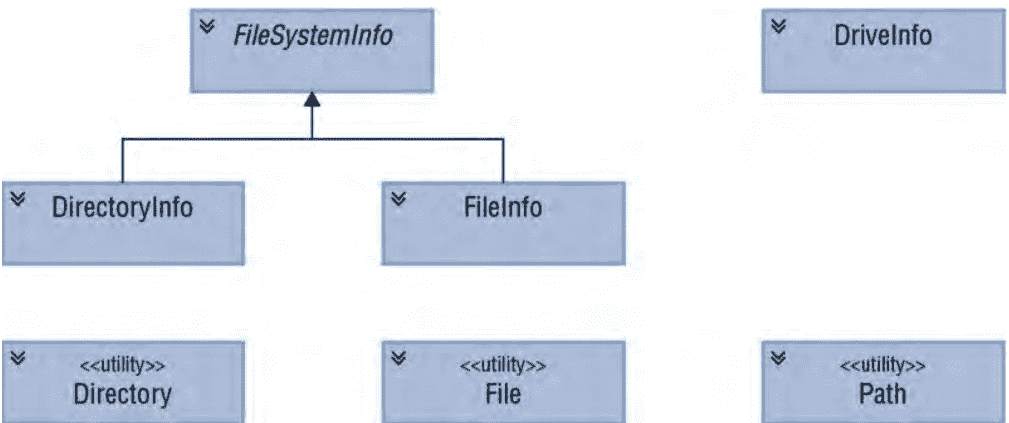 FileSystemInfo
DriveInfo
DirectoryInfo
FileInfo
<<utility>>
Directory
<<utility>>
File
<<utility>>
Path